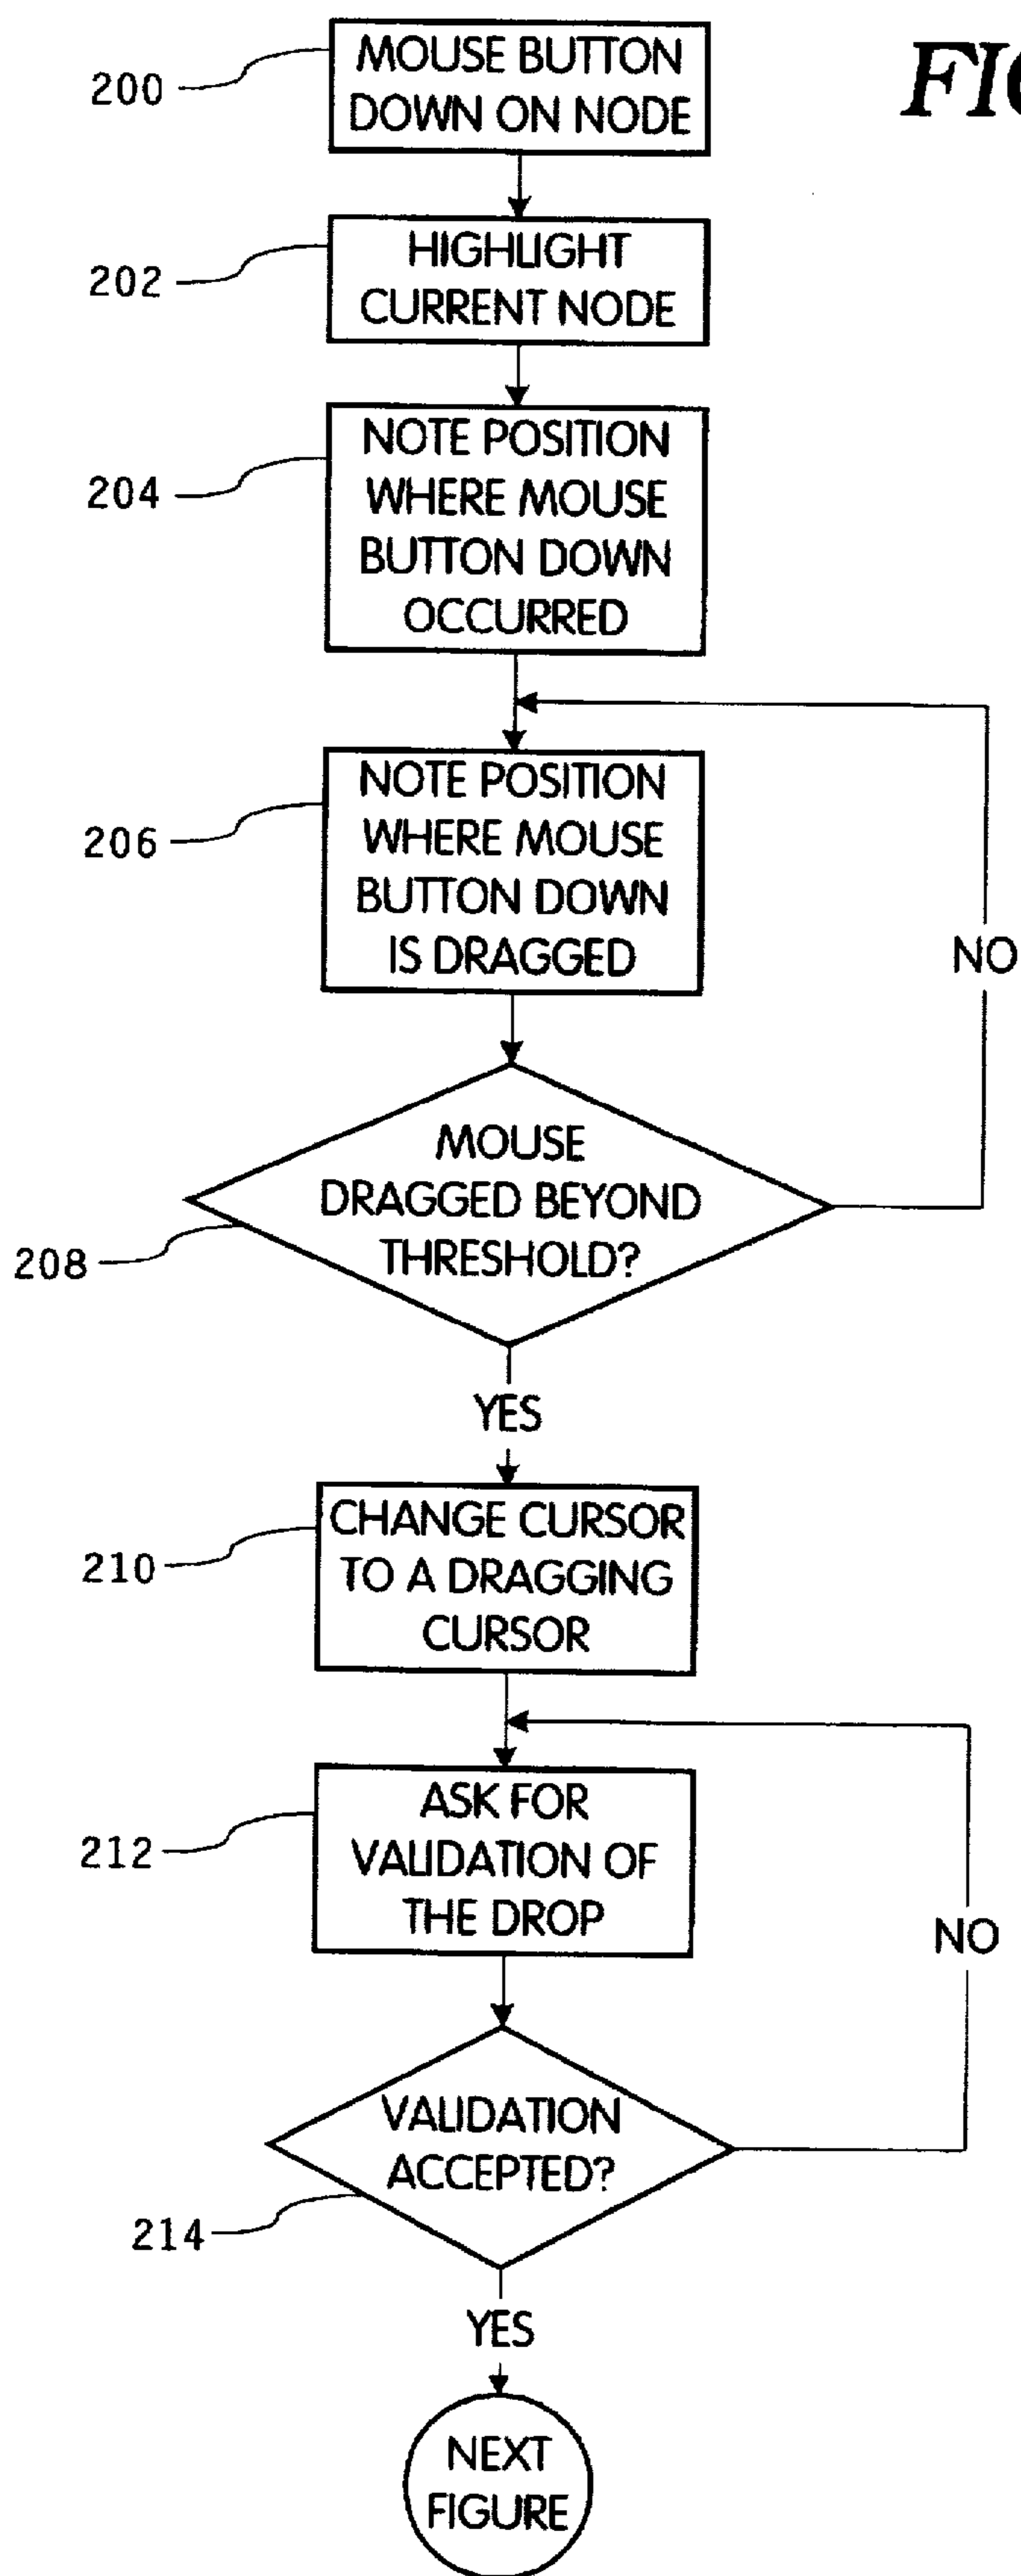 FIG
200
MOUSE BUTTON
DOWN ON NODE
202
HIGHLIGHT
CURRENT NODE
204
NOTE POSITION
WHERE MOUSE
BUTTON DOWN
OCCURRED
206
NOTE POSITION
WHERE MOUSE
BUTTON DOWN
IS DRAGGED
NO
208
MOUSE
DRAGGED BEYOND
THRESHOLD?
YES
210
CHANGE CURSOR
TO A DRAGGING
CURSOR
212
ASK FOR
VALIDATION OF
THE DROP
NO
214
VALIDATION
ACCEPTED?
YES
NEXT
FIGURE